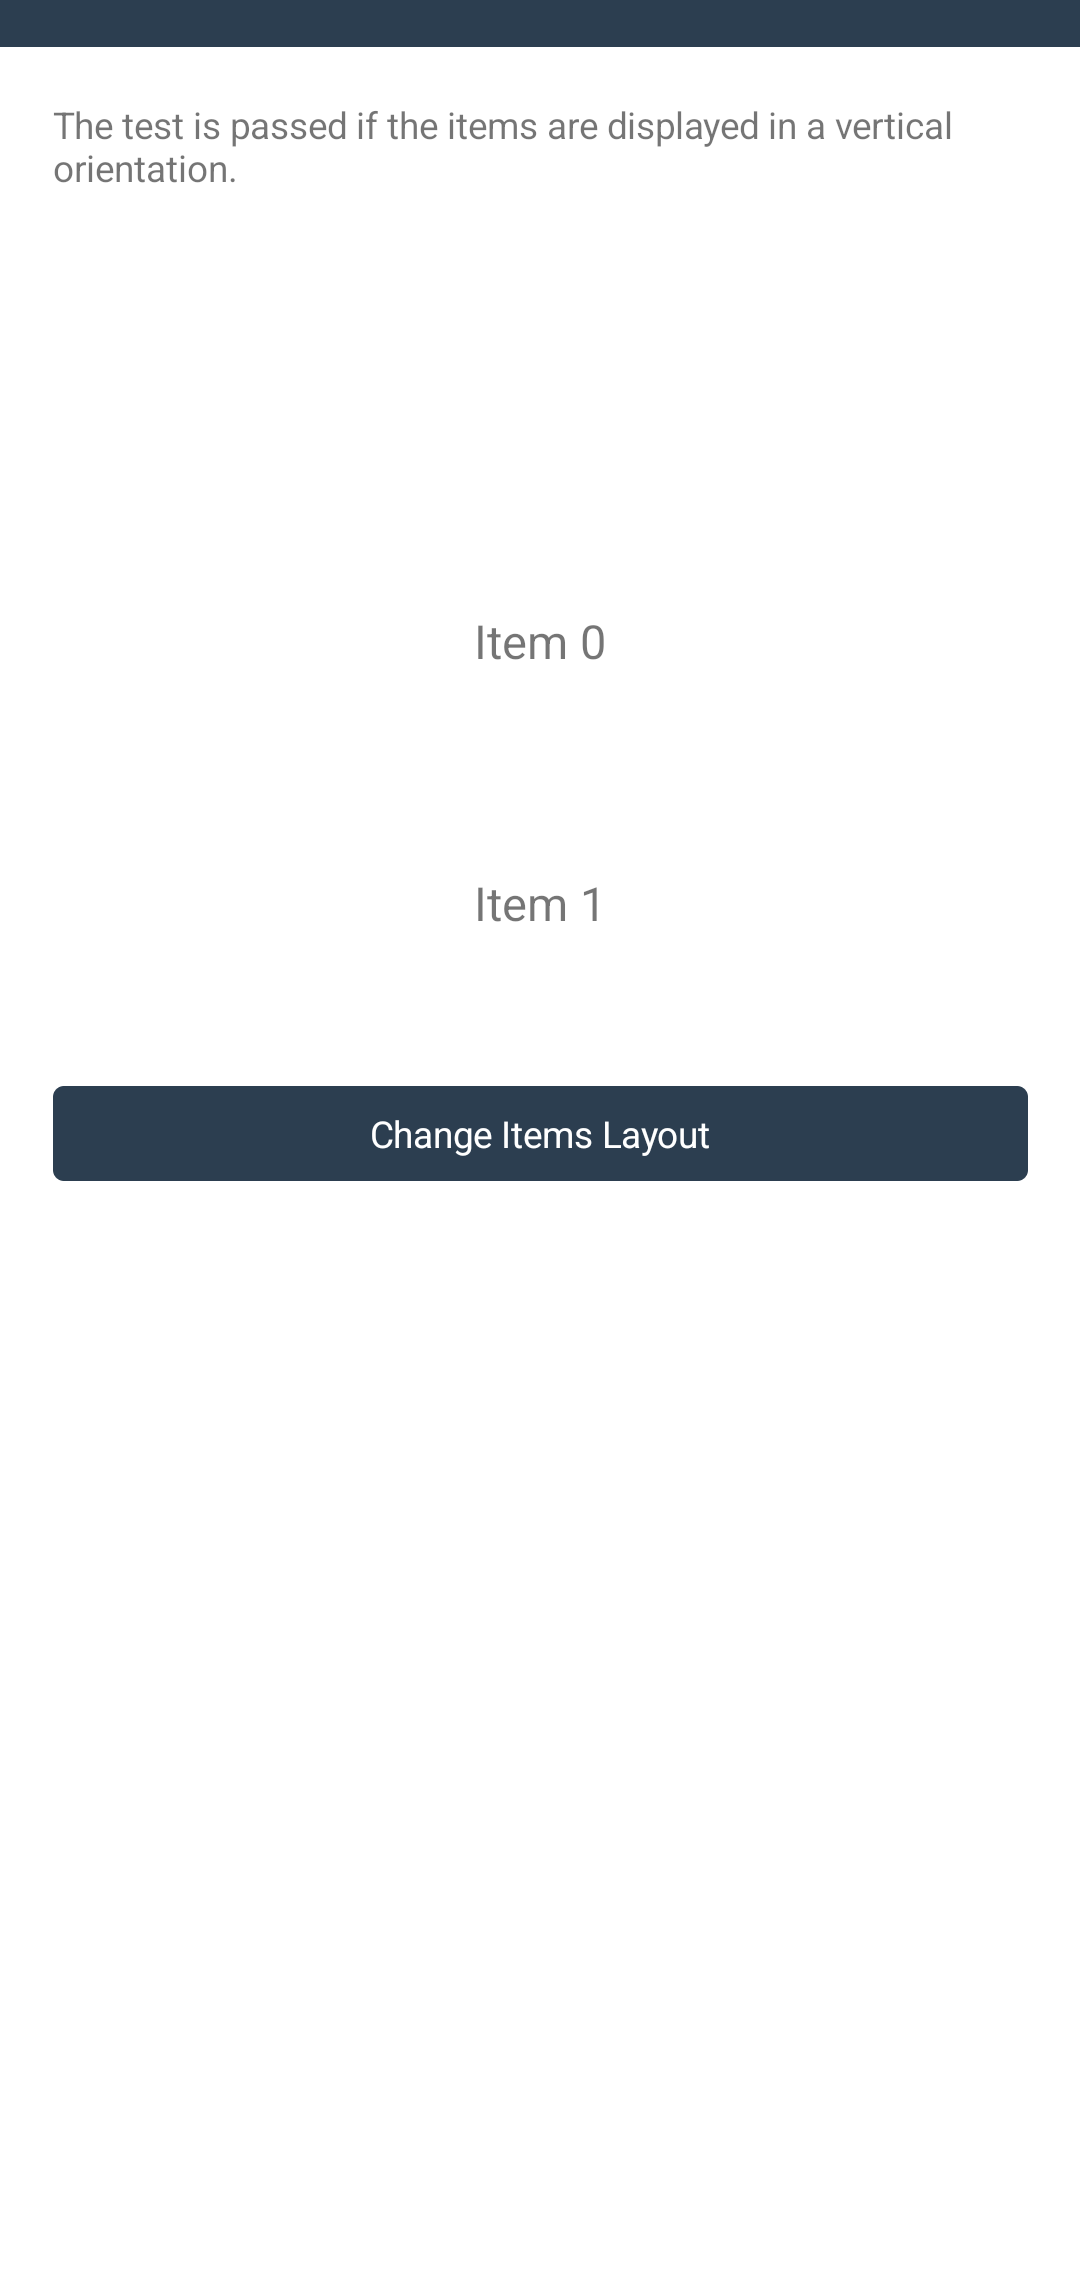 The test is passed if the items are displayed in a vertical
orientation.
Item 0
Item 1
Change Items Layout